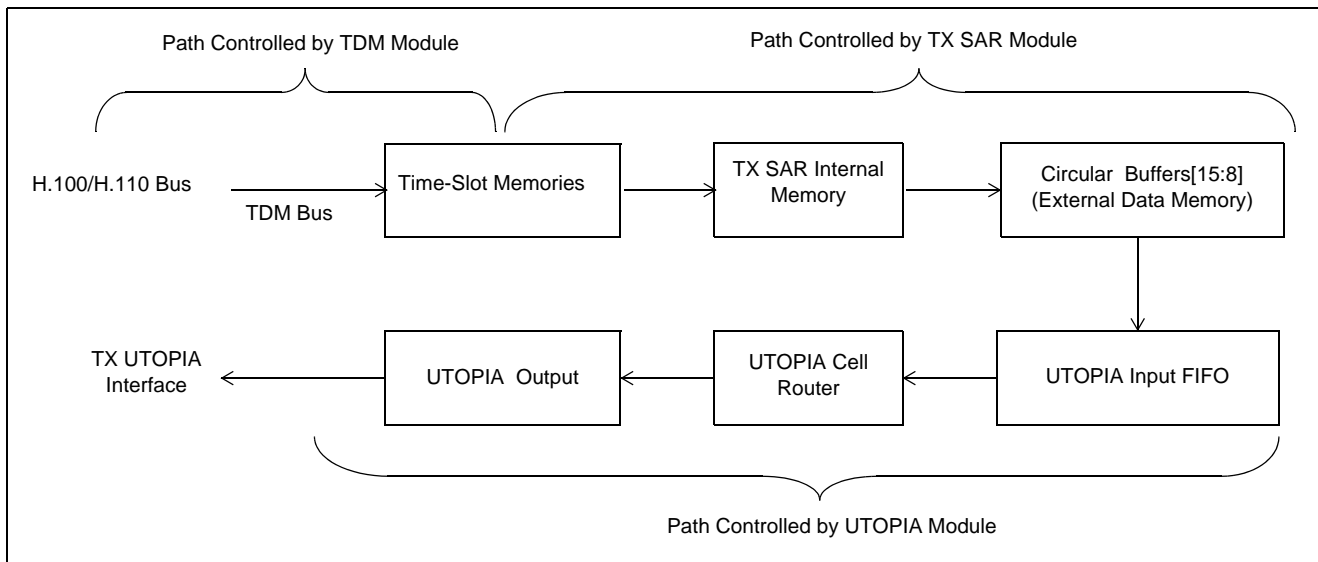 Path Controlled by TDM Module
Path Controlled by TX SAR Module
H.100/H.110 Bus
TDM Bus
Time-Slot Memories
TX SAR Internal
Memory
Circular Buffers[15:8]
(External Data Memory)
TX UTOPIA
Interface
UTOPIA Output
UTOPIA Cell
Router
UTOPIA Input FIFO
Path Controlled by UTOPIA Module